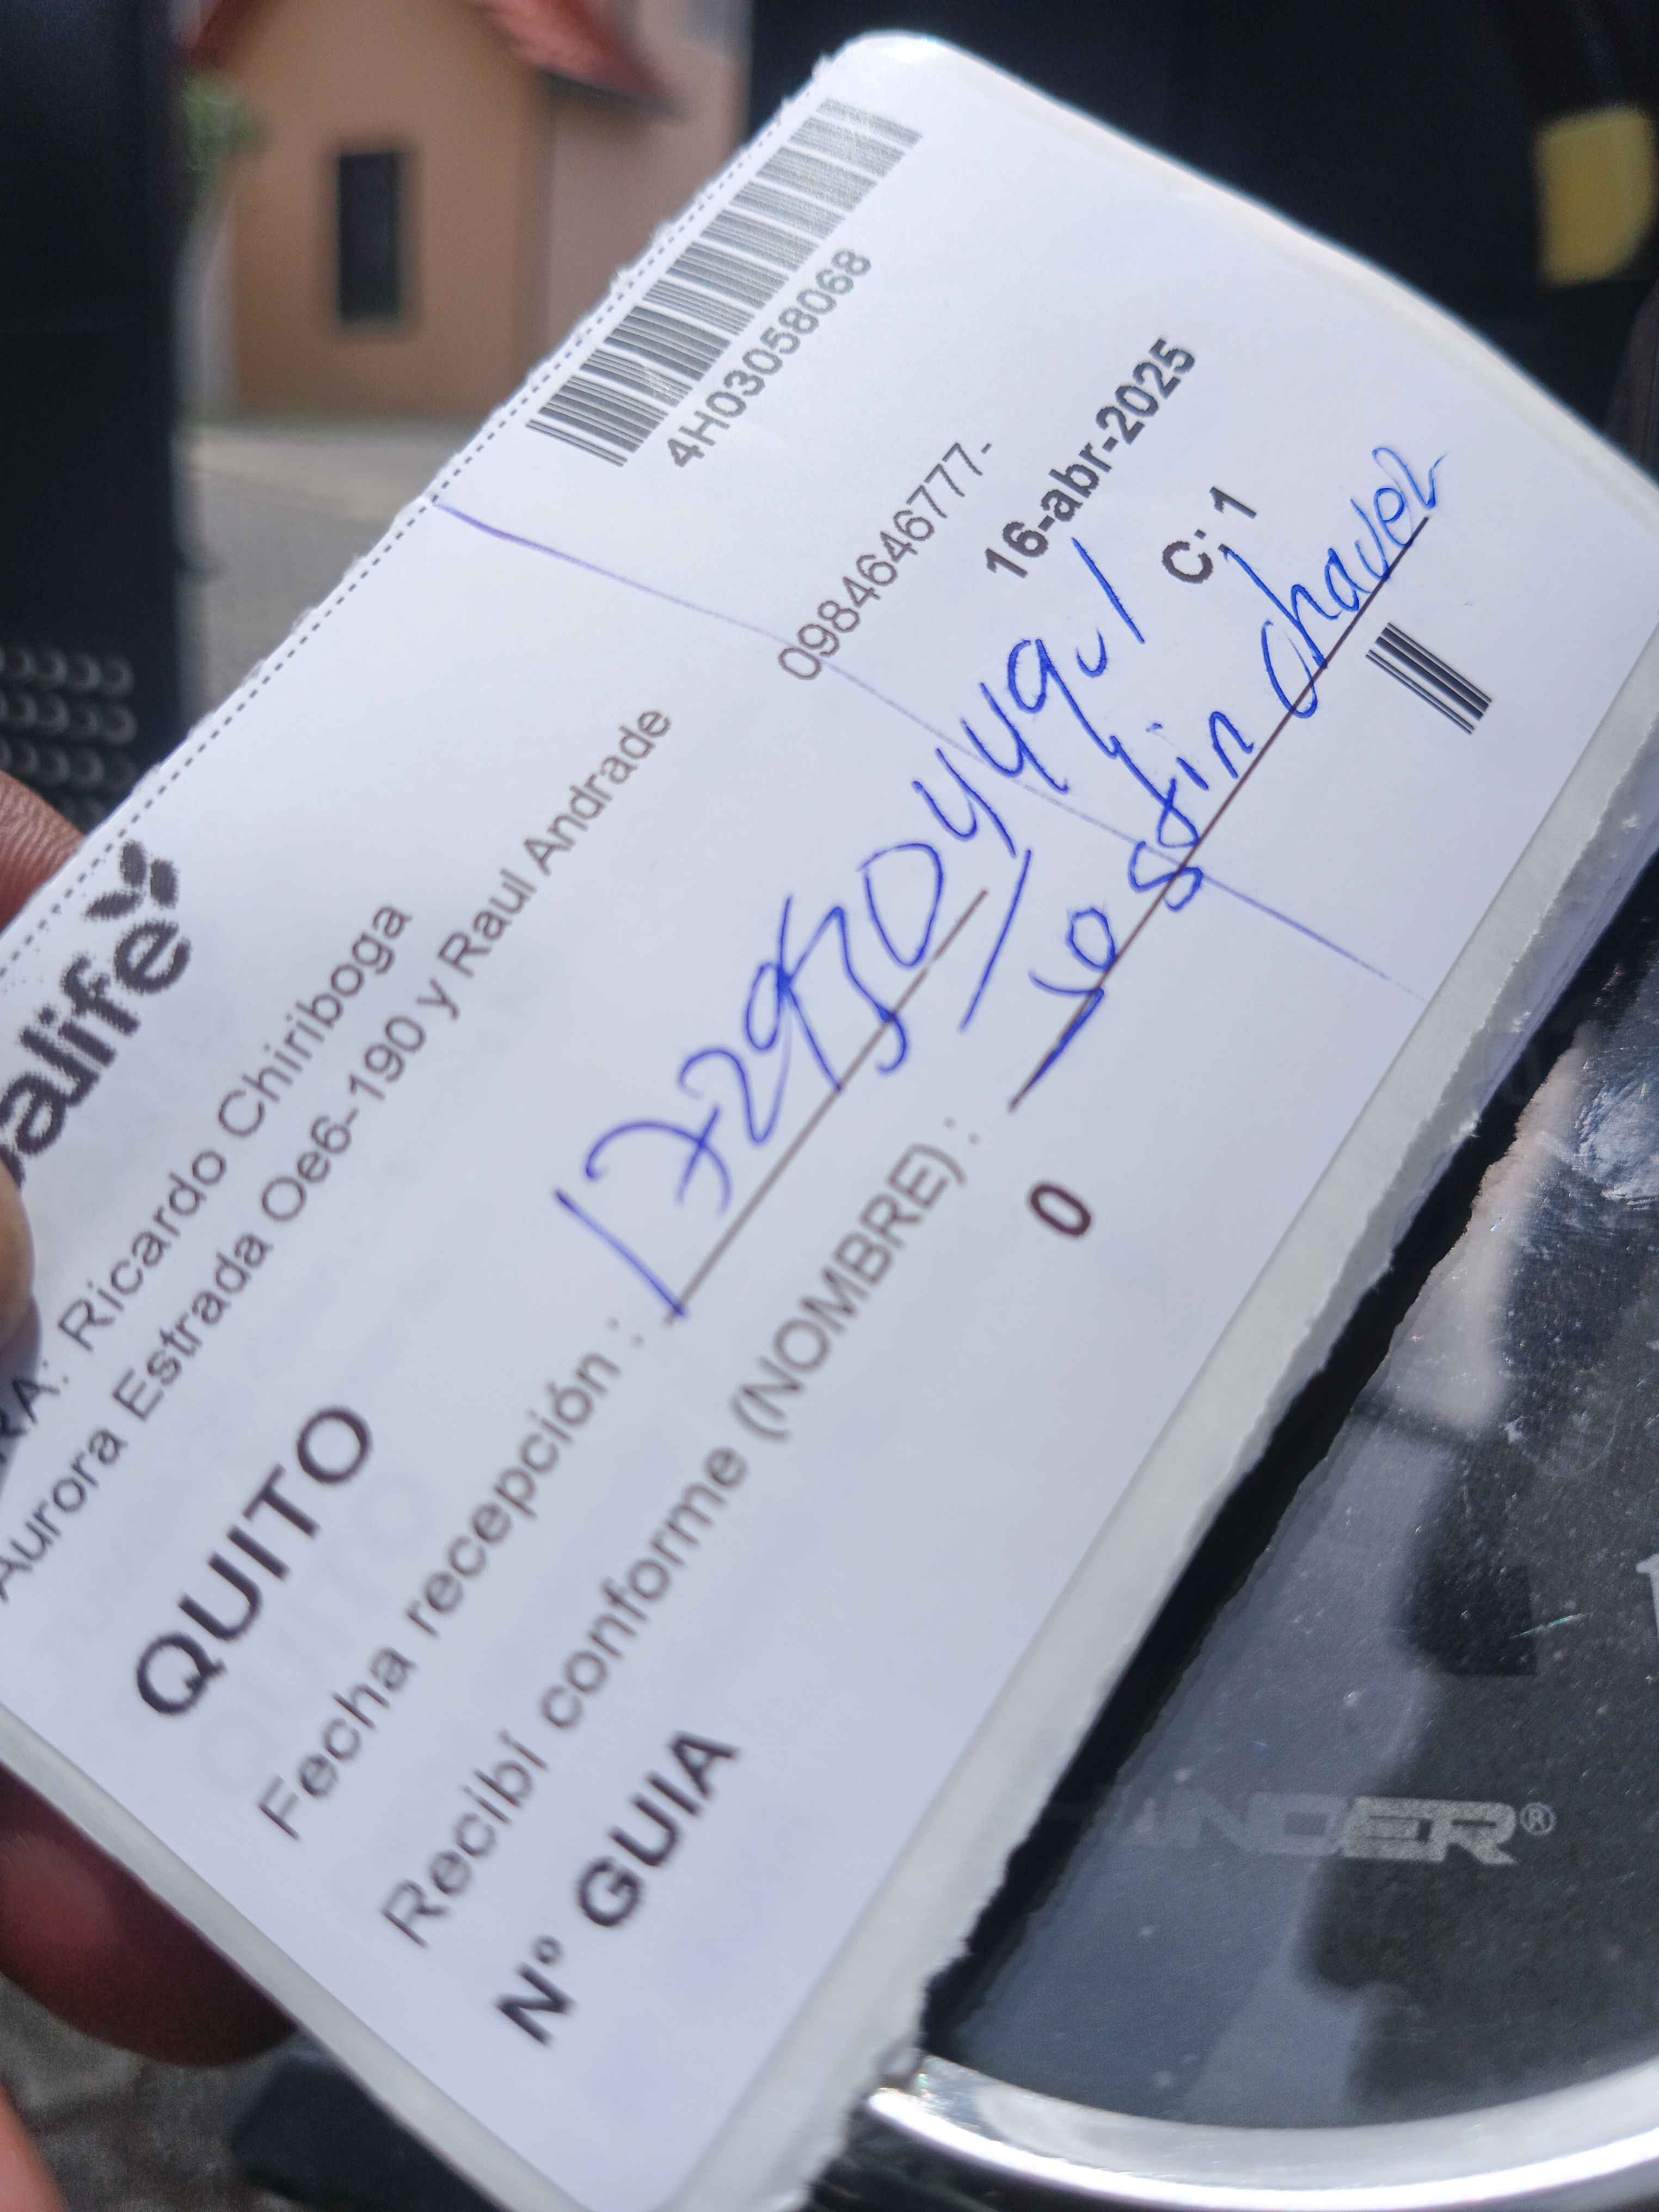 alife
4H03058068
RA: Ricardo Chiriboga
Aurora Estrada Oe6-190 y Raul Andrade
0984646777-
QUITO
16-abr-2025
Fecha recepción :
C: 1
Recibí conforme (NOMBRE) : Jostin Chavez
Nº GUIA
0
NDER®